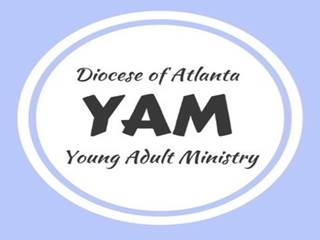 Diocese of Atlanta
YAM
Young Adult Ministry